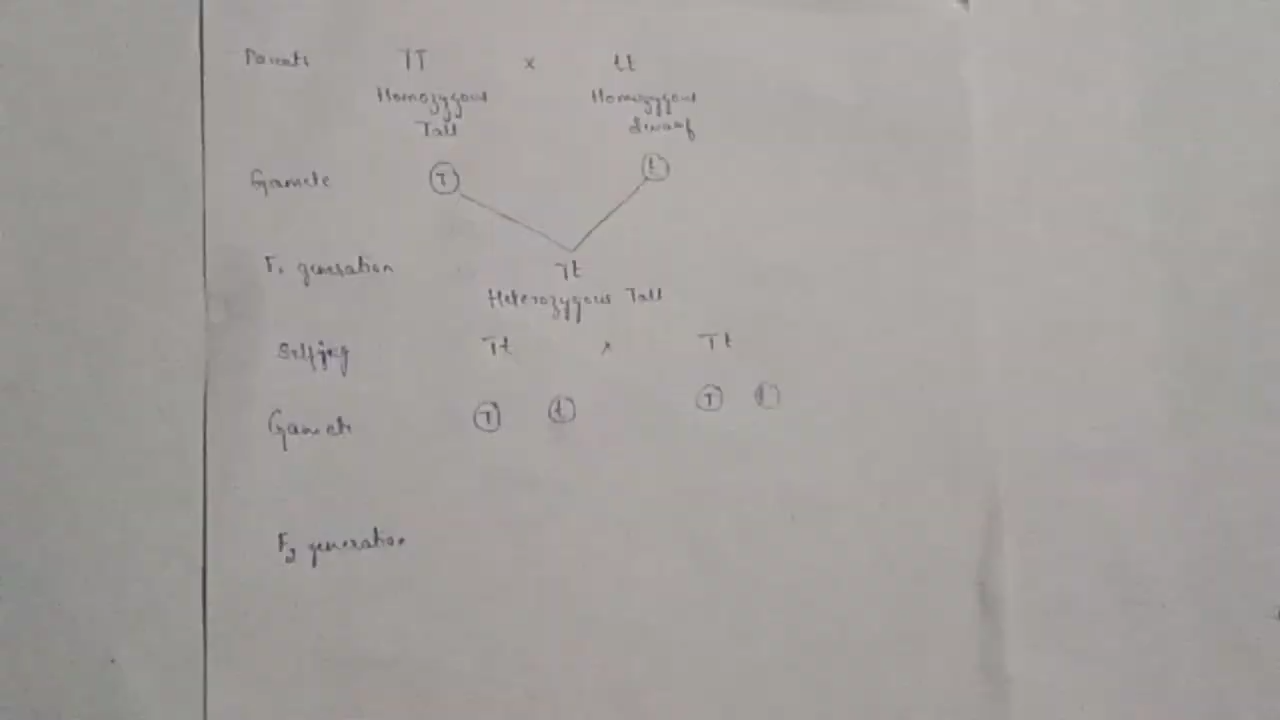 Parents TT x tt
Homozygous Homozygous
Tall dwarf
Gamete T t
F1 generation Tt
Heterozygous Tall
Selfing Tt x Tt
Gamete T t T t
F2 generation